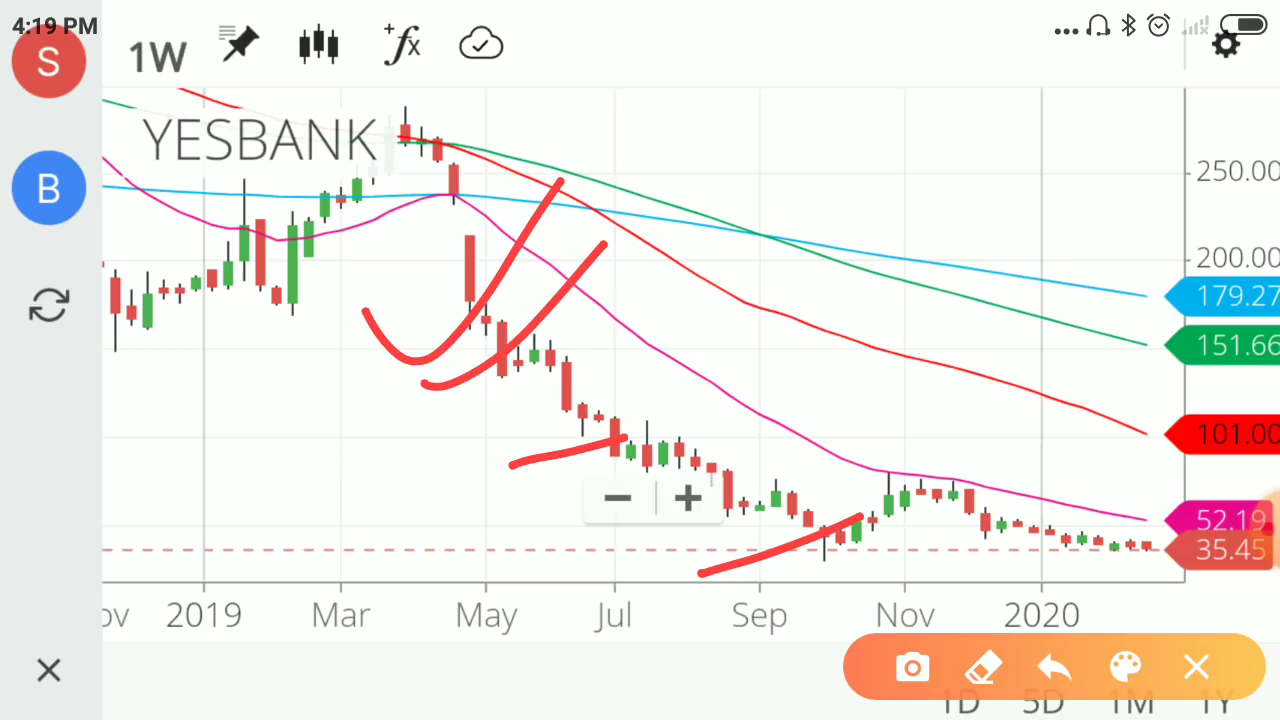 4:19 PM
S
1W
fx
YESBANK
B
250.00
200.00
179.27
151.66
101.00
52.19
35.45
ov 2019 Mar May Jul Sep Nov 2020
1D 5D 1M 1Y